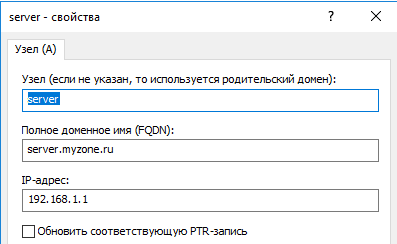 server - свойства
Узел (A)
Узел (если не указан, то используется родительский домен):
server
Полное доменное имя (FQDN):
server.myzone.ru
IP-адрес:
192.168.1.1
Обновить соответствующую PTR-запись